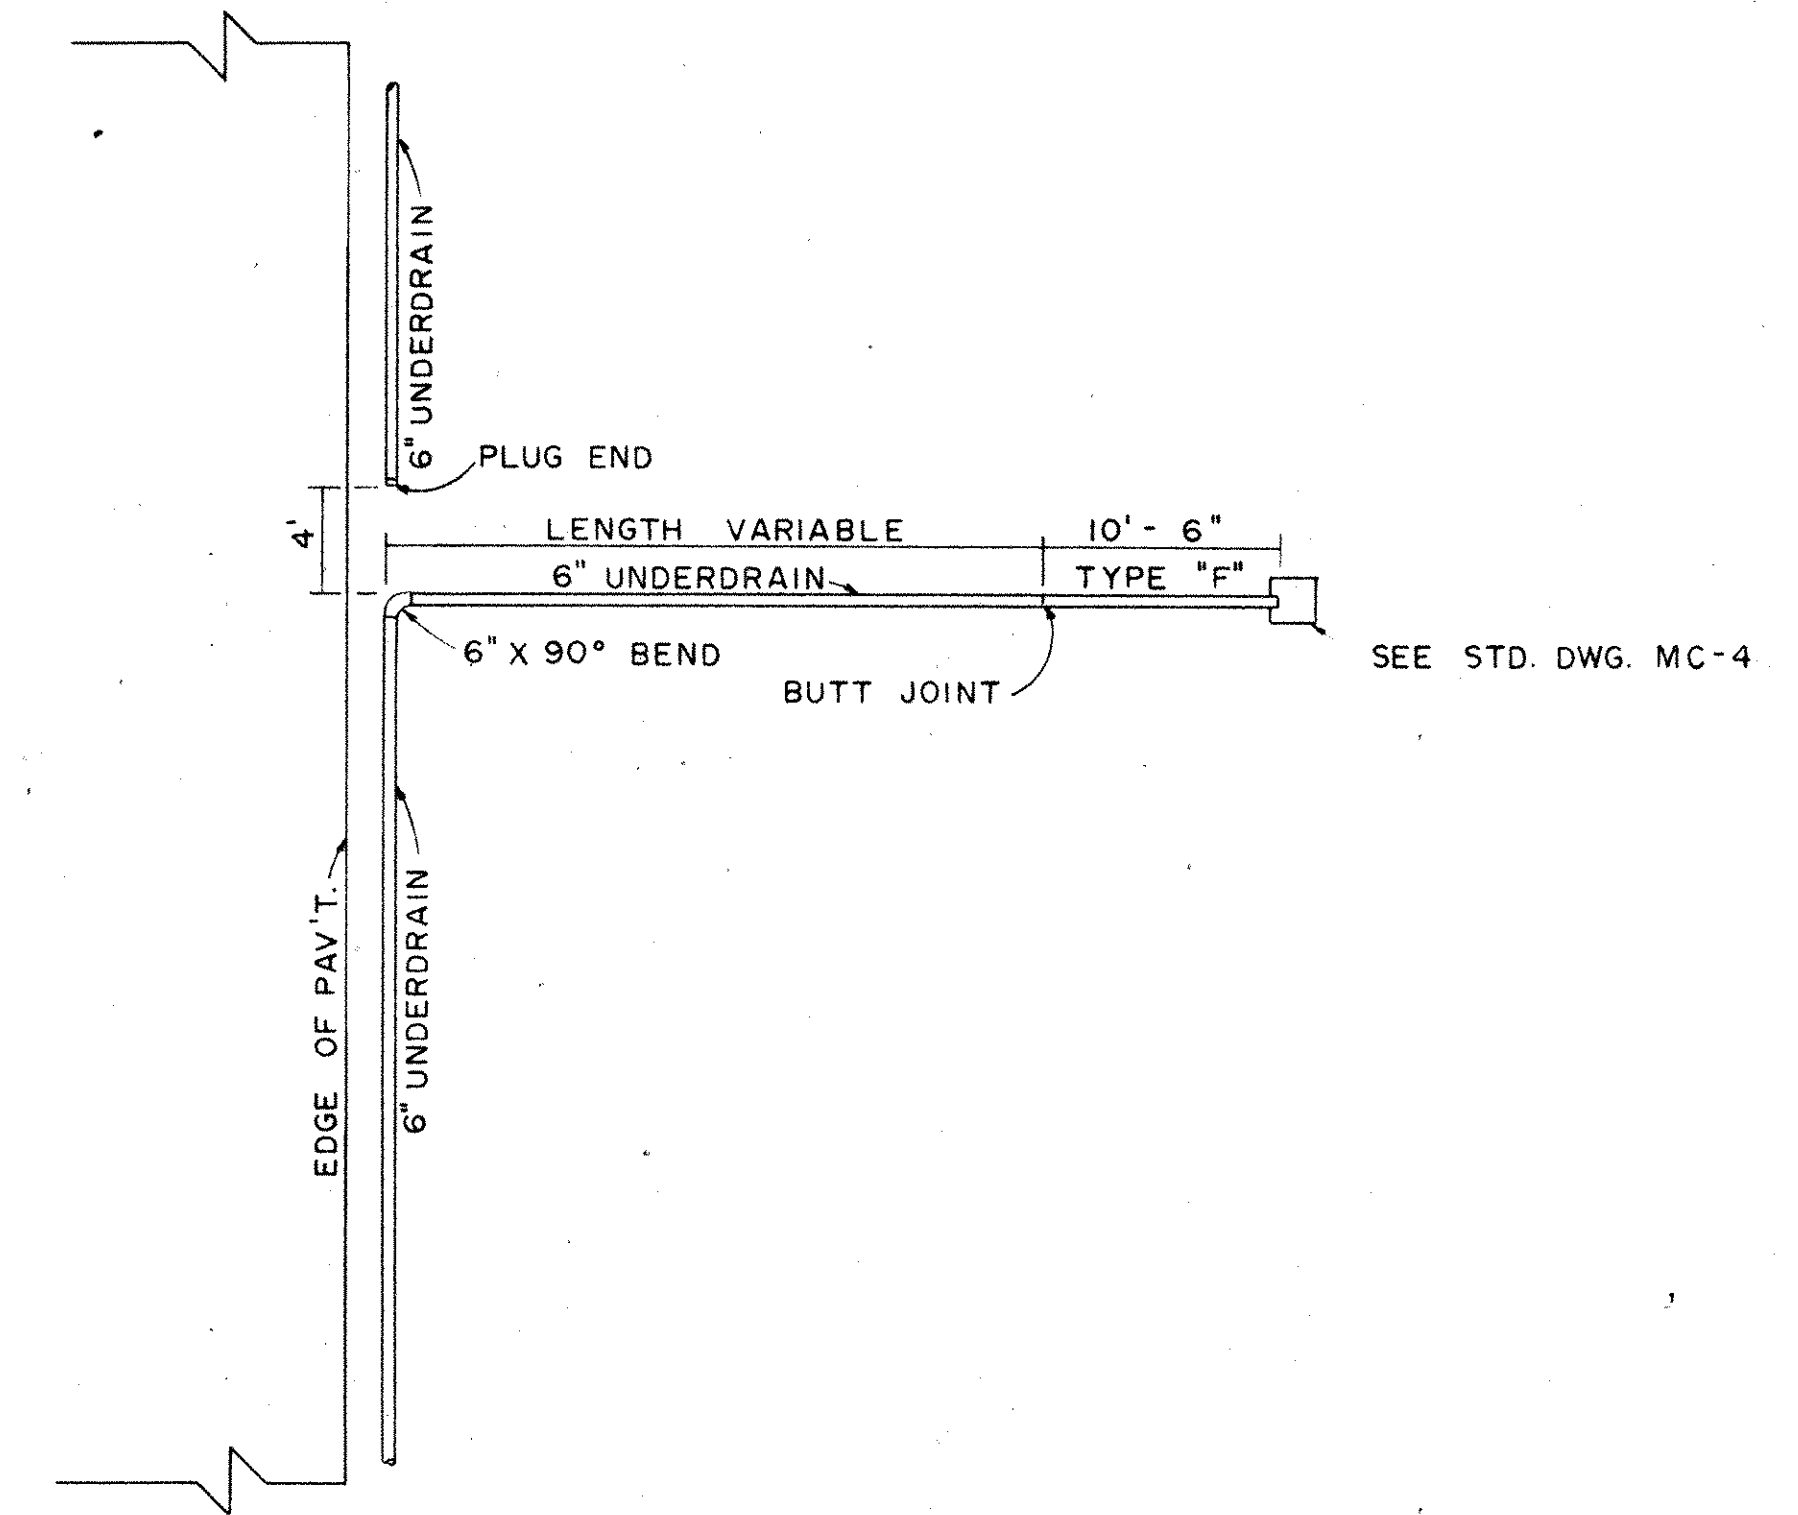 6" UNDERDRAIN
PLUG END
4'
LENGTH VARIABLE
10'- 6"
6" UNDERDRAIN
TYPE "F"
6" X 90° BEND
SEE STD. DWG. MC-4
BUTT JOINT
EDGE OF PAV'T.
6" UNDERDRAIN